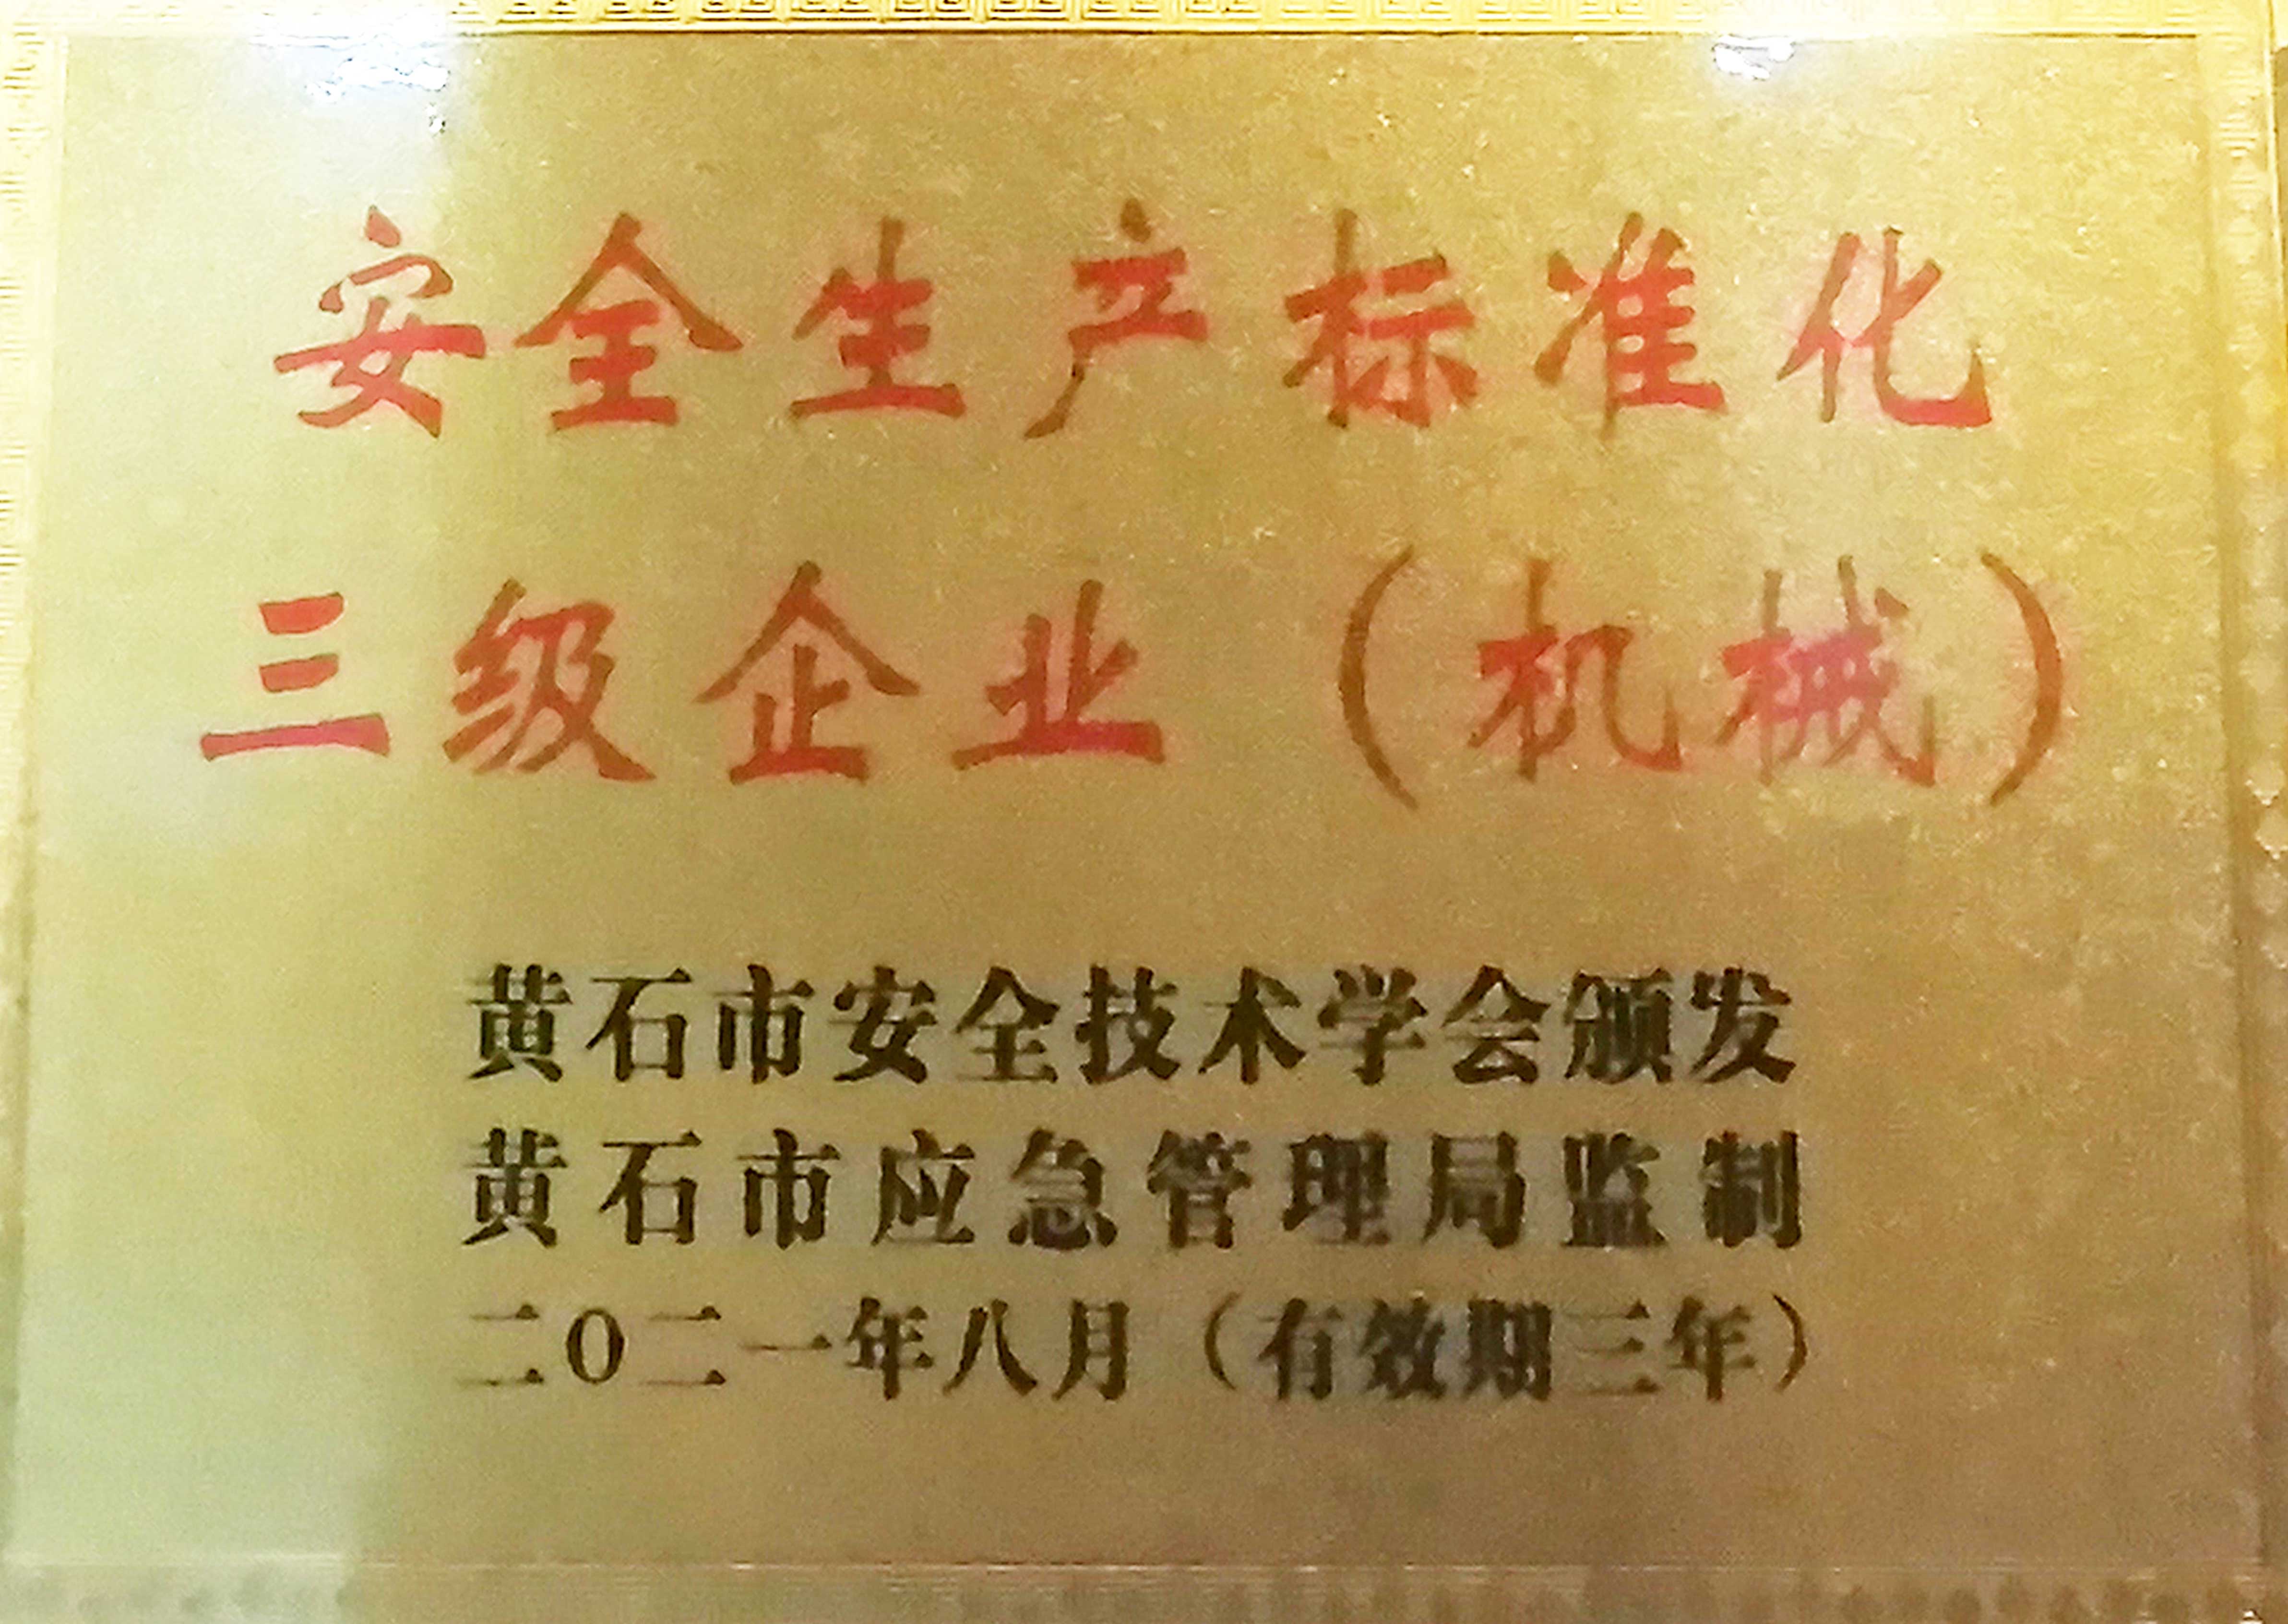 安全生产标准化
三级企业（机械）
黄石市安全技术学会颁发
黄石市应急管理局监制
二0二一年八月（有效期三年）